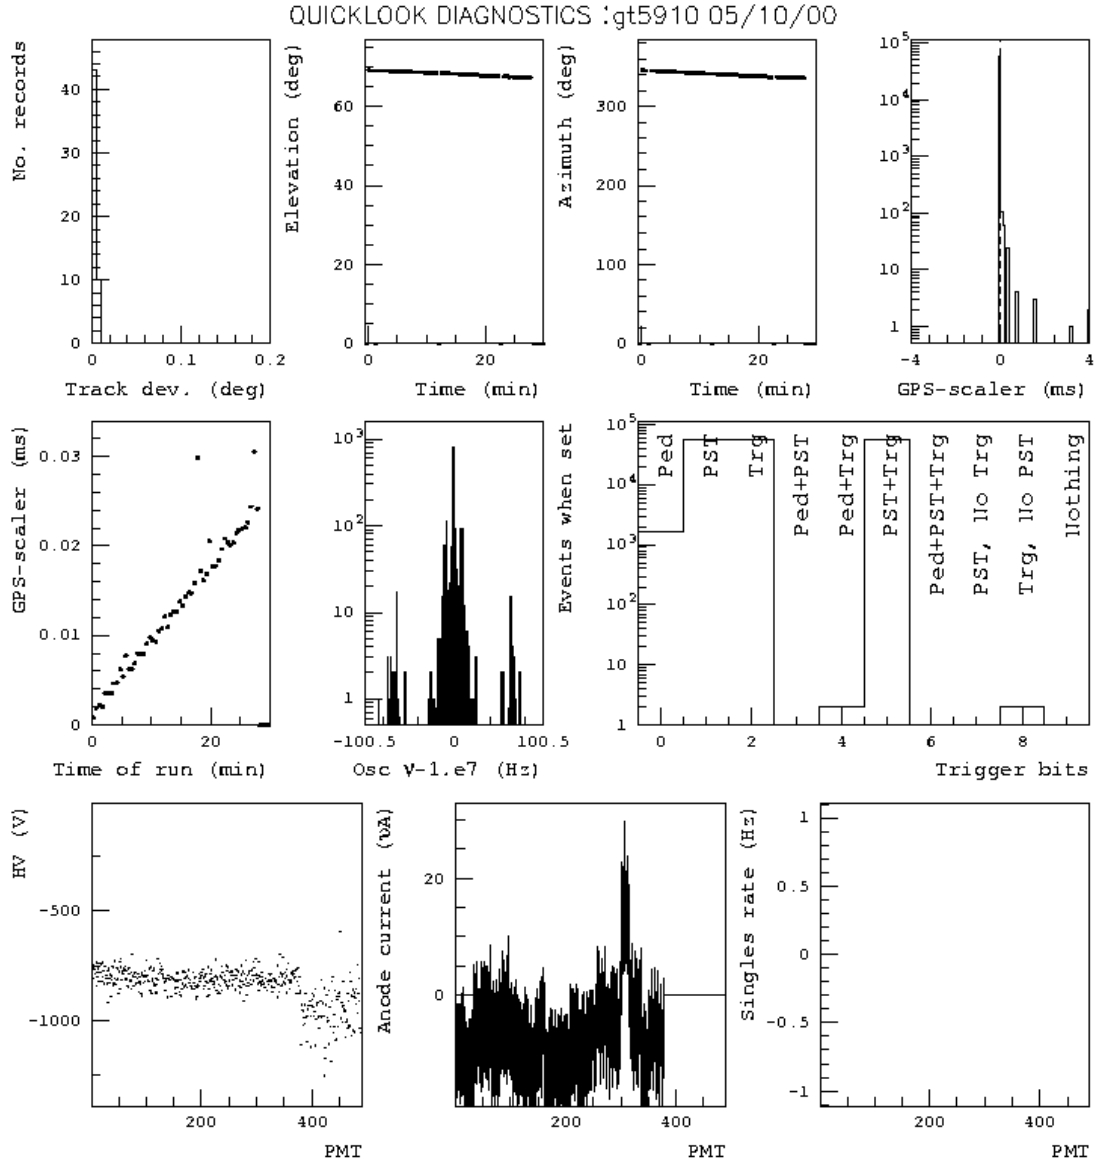 QUICKLOOK DIAGNOSTICS :gt5910 05/10/00
No. records
40
30
20
10
0
0 0.1 0.2
Track dev. (deg)
Elevation (deg)
60
40
20
0
0 20
Time (min)
Azimuth (deg)
300
200
100
0
0 20
Time (min)
10^5
10^4
10^3
10^2
10
1
-4 0 4
GPS-scaler (ms)
GPS-scaler (ms)
0.03
0.02
0.01
0
0 20
Time of run (min)
10^3
10^2
10
1
-100.5 0 100.5
Osc ν-1.e7 (Hz)
Events when set
10^5
10^4
10^3
10^2
10
1
Ped
PST
Trg
Ped+PST
Ped+Trg
PST+Trg
Ped+PST+Trg
PST, No Trg
Trg, No PST
Nothing
0 2 4 6 8
Trigger bits
HV (V)
-500
-1000
200 400
PMT
Anode current (υA)
20
0
200 400
PMT
Singles rate (Hz)
1
0.5
0
-0.5
-1
200 400
PMT